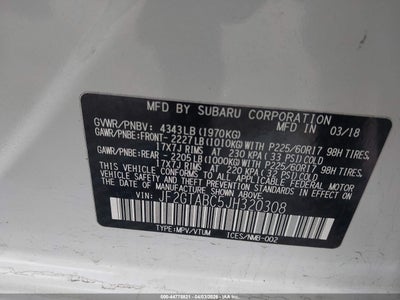 MFD BY SUBARU CORPORATION 03/18
GVWR/PNBV: 4343LB (1970KG)
GAWR/PNBE: FRONT- 2227LB(1010KG) WITH P225/60R17 98H TIRES,
17X7J RIMS AT 230 KPA ( 33 PSI) COLD
GAWR/PNBE: REAR - 2205LB(1000KG) WITH P225/60R17 98H TIRES,
17X7J RIMS AT 220 KPA ( 32 PSI) COLD
THIS VEHICLE CONFORMS TO ALL APPLICABLE FEDERAL MOTOR VEHICLE
SAFETY, BUMPER, AND THEFT PREVENTION STANDARDS
IN EFFECT ON THE DATE OF MANUFACTURE SHOWN ABOVE.
VIN: JF2GTABC5JH320308
TYPE:MPV/VTUM ICES/NMB-002